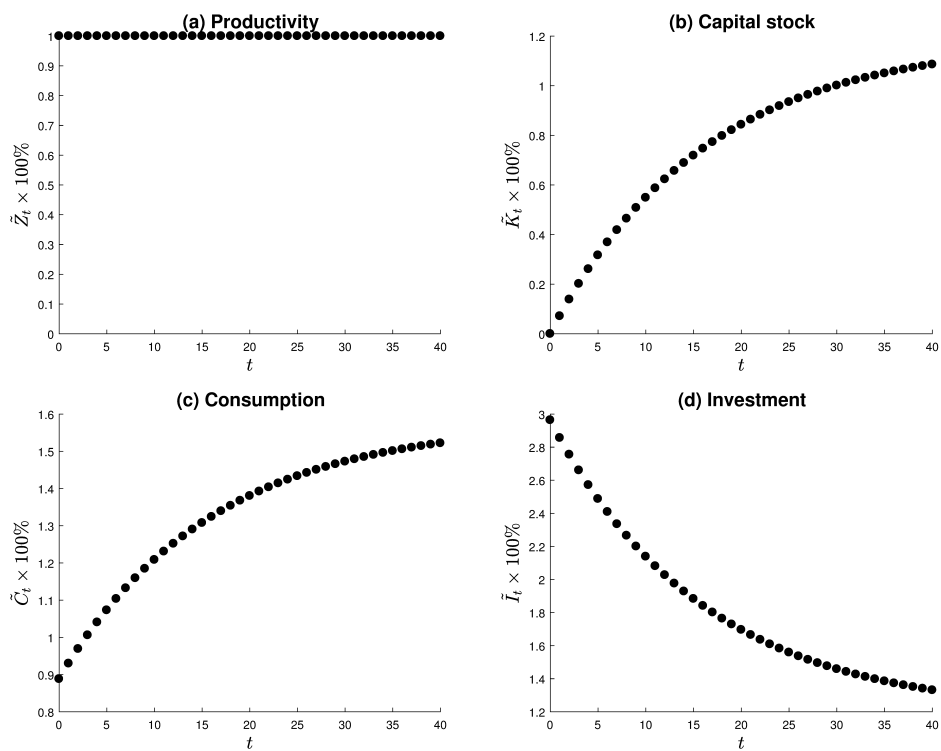 (a) Productivity
1
0.9
0.8
0.7
0.6
0.5
0.4
0.3
0.2
0.1
0
0 5 10 15 20 25 30 35 40
t
Z̃ₜ × 100%
(b) Capital stock
1.2
1
0.8
0.6
0.4
0.2
0
0 5 10 15 20 25 30 35 40
t
K̃ₜ × 100%
(c) Consumption
1.6
1.5
1.4
1.3
1.2
1.1
1
0.9
0.8
0 5 10 15 20 25 30 35 40
t
C̃ₜ × 100%
(d) Investment
3
2.8
2.6
2.4
2.2
2
1.8
1.6
1.4
1.2
0 5 10 15 20 25 30 35 40
t
Ĩₜ × 100%